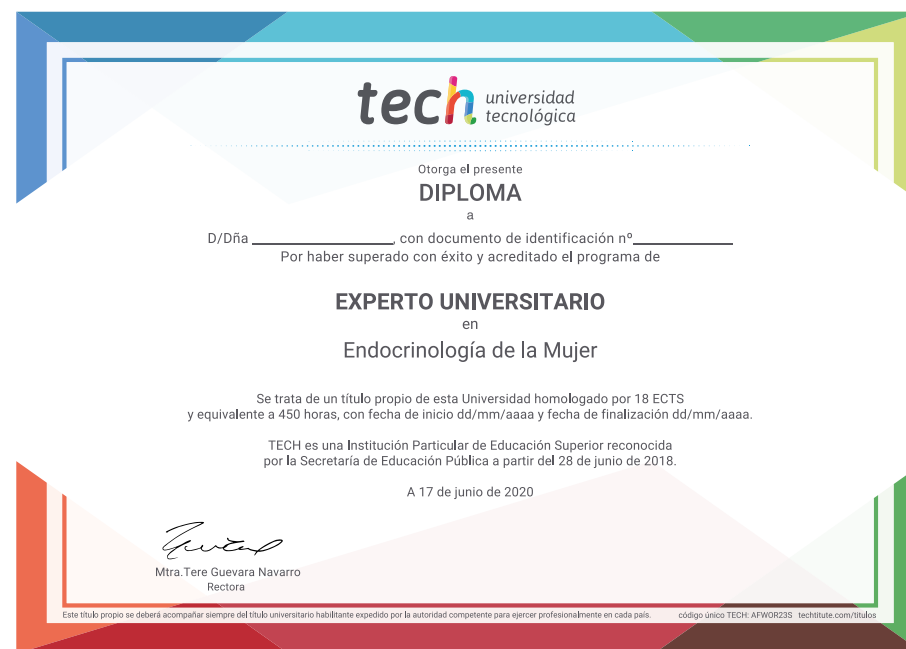 tech universidad
tecnológica
Otorga el presente
DIPLOMA
a
D/Dña ____________________, con documento de identificación nº______________
Por haber superado con éxito y acreditado el programa de
EXPERTO UNIVERSITARIO
en
Endocrinología de la Mujer
Se trata de un título propio de esta Universidad homologado por 18 ECTS
y equivalente a 450 horas, con fecha de inicio dd/mm/aaaa y fecha de finalización dd/mm/aaaa.
TECH es una Institución Particular de Educación Superior reconocida
por la Secretaría de Educación Pública a partir del 28 de junio de 2018.
A 17 de junio de 2020
Mtra.Tere Guevara Navarro
Rectora
Este título propio se deberá acompañar siempre del título universitario habilitante expedido por la autoridad competente para ejercer profesionalmente en cada país. código único TECH: AFWOR23S techtitute.com/titulos